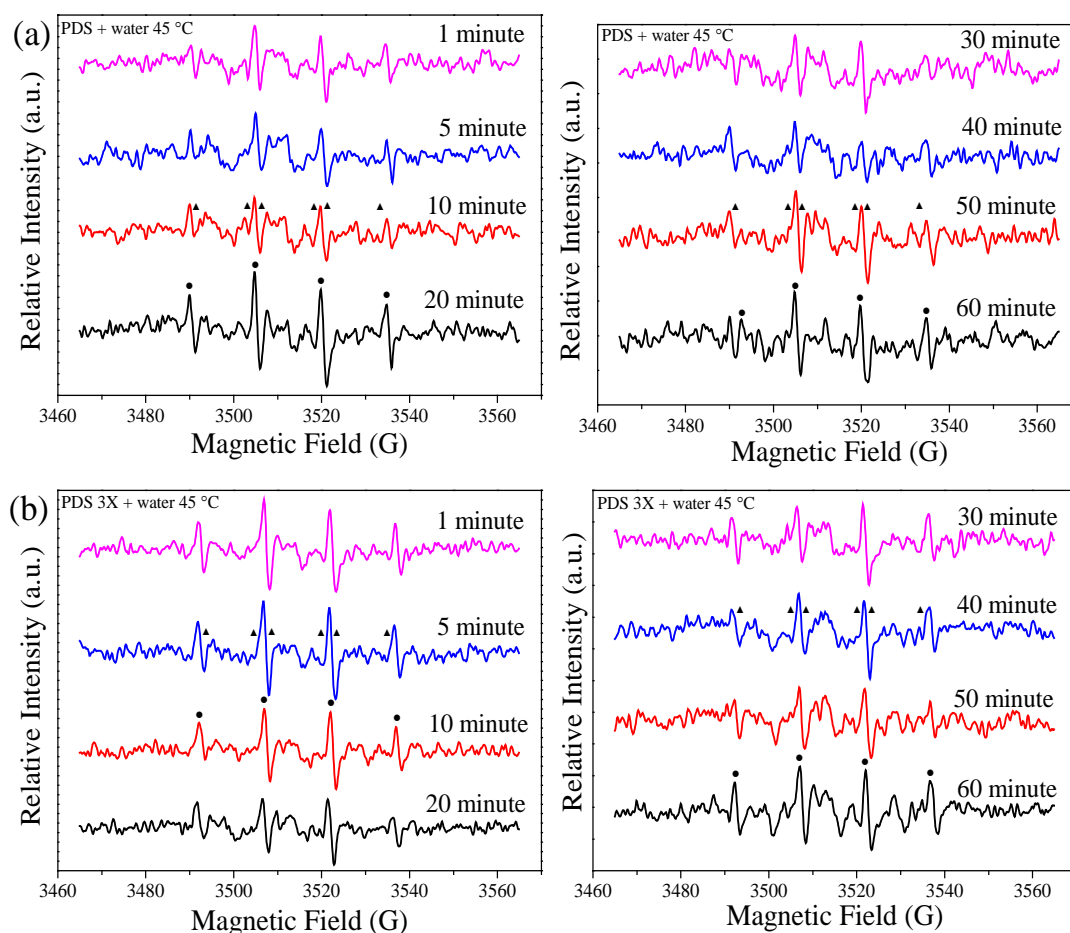 (a)
PDS + water 45 °C
1 minute
5 minute
10 minute
20 minute
Relative Intensity (a.u.)
3460 3480 3500 3520 3540 3560
Magnetic Field (G)
PDS + water 45 °C
30 minute
40 minute
50 minute
60 minute
Relative Intensity (a.u.)
3460 3480 3500 3520 3540 3560
Magnetic Field (G)
(b)
PDS 3X + water 45 °C
1 minute
5 minute
10 minute
20 minute
Relative Intensity (a.u.)
3460 3480 3500 3520 3540 3560
Magnetic Field (G)
PDS 3X + water 45 °C
30 minute
40 minute
50 minute
60 minute
Relative Intensity (a.u.)
3460 3480 3500 3520 3540 3560
Magnetic Field (G)